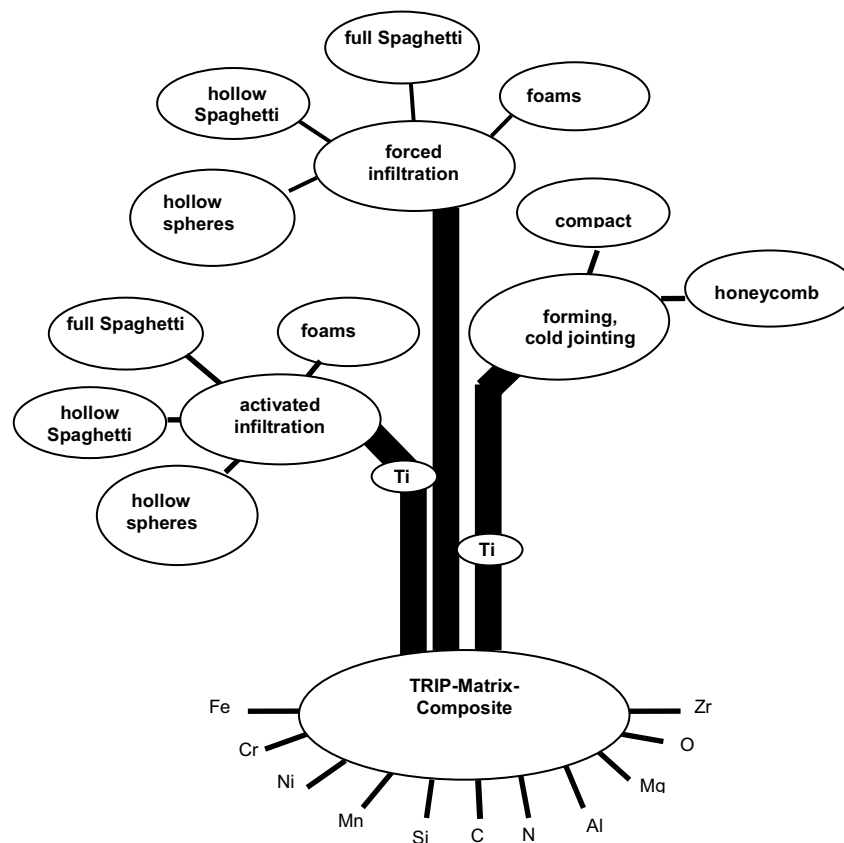 full Spaghetti
hollow
Spaghetti
foams
forced
infiltration
hollow
spheres
compact
honeycomb
forming,
cold jointing
full Spaghetti
foams
hollow
Spaghetti
activated
infiltration
hollow
spheres
Ti
Ti
TRIP-Matrix-
Composite
Fe
Zr
Cr
O
Ni
Mg
Mn
Si
C
N
Al